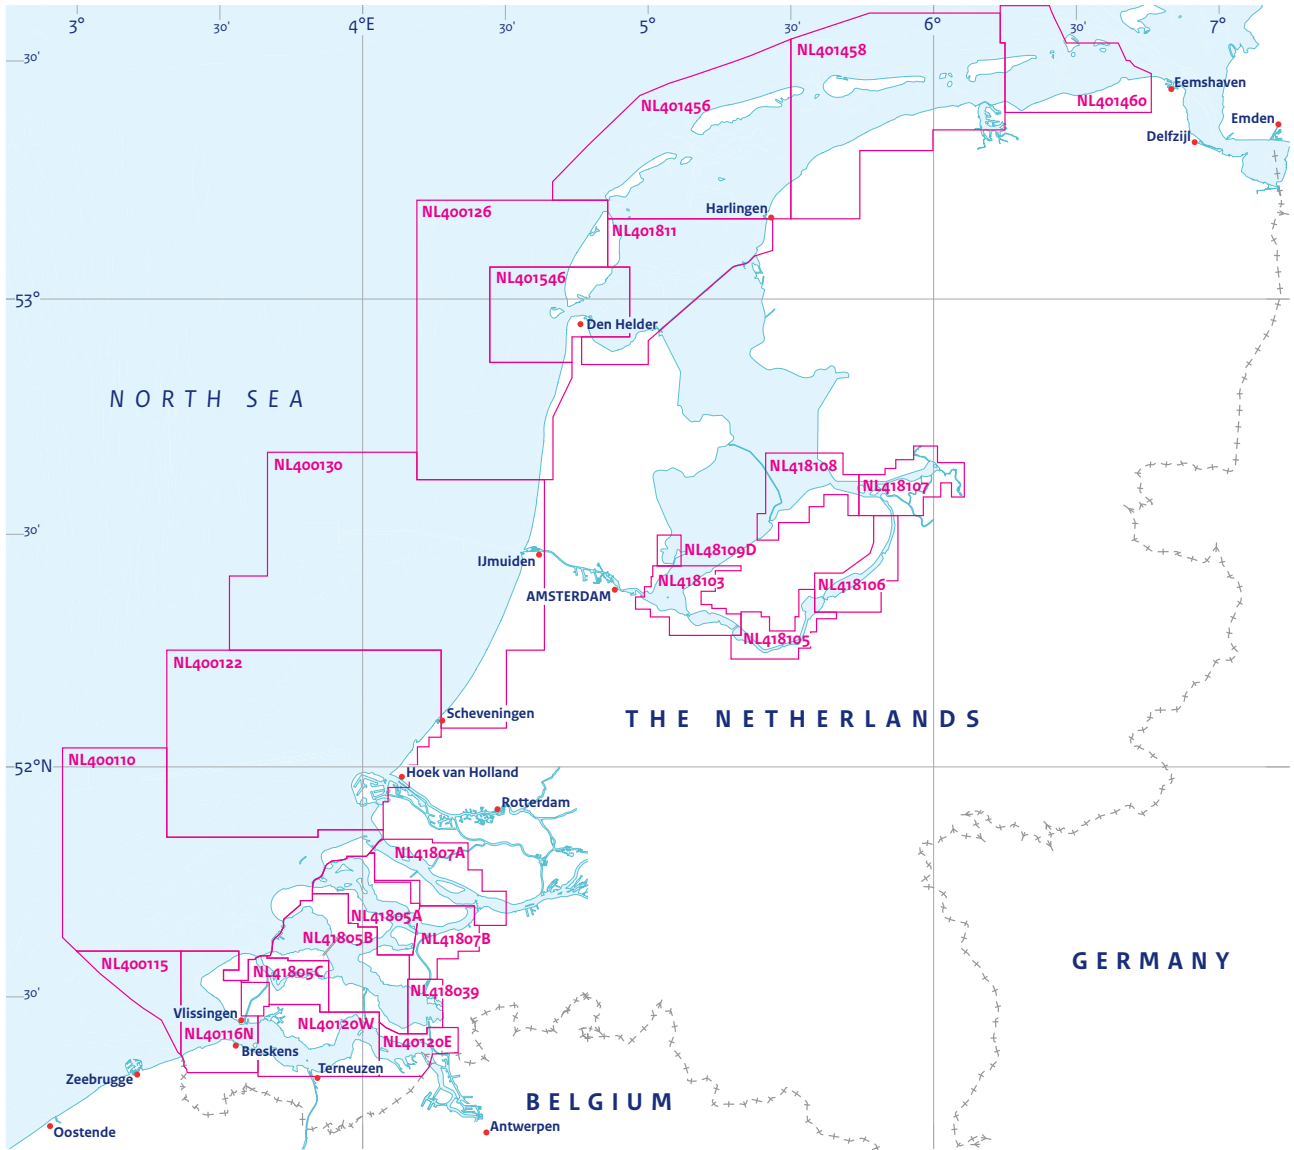 3° 30' 4°E 30' 5° 30' 6° 30' 7°
30'
NL401458
NL401456
NL401460
Eemshaven
Emden
Delfzijl
NL400126
Harlingen
NL401811
NL401546
53°
Den Helder
NORTH SEA
NL400130
NL418108
NL418107
30'
NL48109D
IJmuiden
NL418103
NL418106
AMSTERDAM
NL418105
NL400122
Scheveningen
THE NETHERLANDS
NL400110
52°N
Hoek van Holland
Rotterdam
NL41807A
NL41805A
NL41805B
NL41807B
NL400115
NL41805C
GERMANY
30'
NL418039
Vlissingen
NL40120W
NL40116N
NL40120E
Breskens
Terneuzen
Zeebrugge
BELGIUM
Oostende
Antwerpen